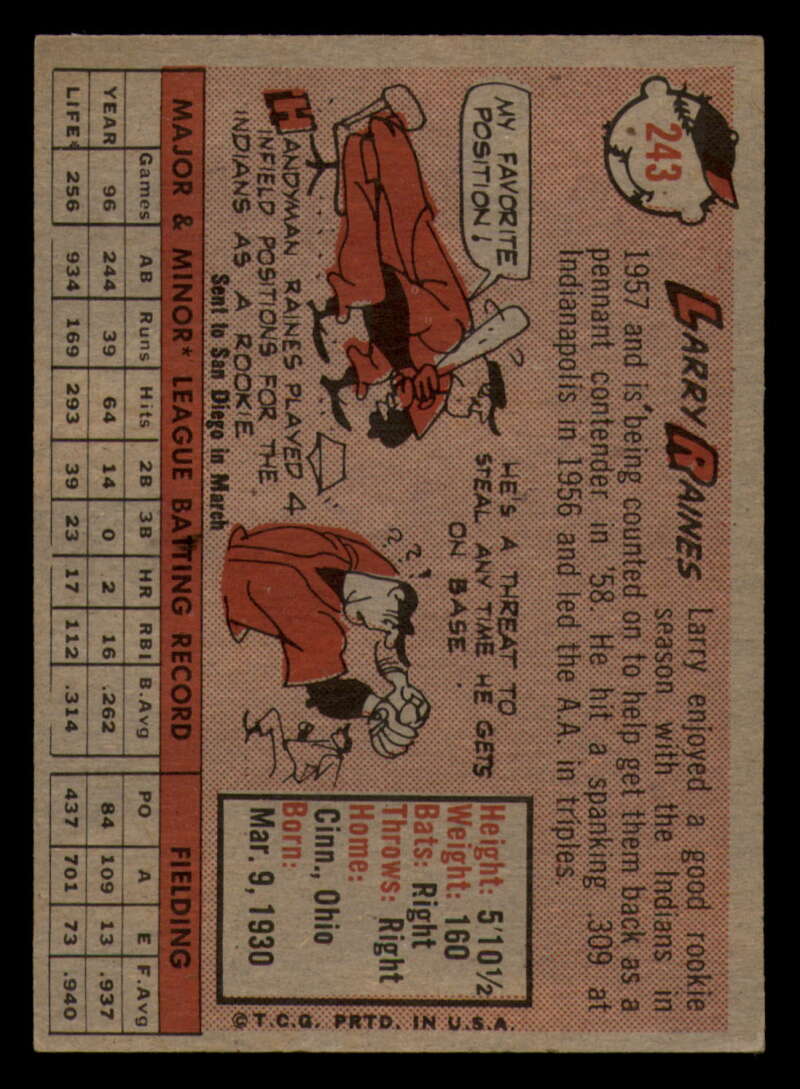 243
LARRY RAINES
Larry enjoyed a good rookie
season with the Indians in
1957 and is being counted on to help get them back as a
pennant contender in '58. He hit a spanking .309 at
Indianapolis in 1956 and led the A.A. in triples.
MY FAVORITE
POSITION!
HANDYMAN RAINES PLAYED 4
INFIELD POSITIONS FOR THE
INDIANS AS A ROOKIE
Sent to San Diego in March
??
HE'S A THREAT TO
STEAL ANY TIME HE GETS
ON BASE.
??!
Height: 5'10½
Weight: 160
Bats: Right
Throws: Right
Home:
Cinn., Ohio
Born:
Mar. 9, 1930
© T.C.G. PRTD. IN U.S.A.
MAJOR & MINOR* LEAGUE BATTING RECORD FIELDING
Games AB Runs Hits 2B 3B HR RBI B.Avg PO A E F.Avg
YEAR 96 244 39 64 14 0 2 16 .262 84 109 13 .937
LIFE* 256 934 169 293 39 23 17 112 .314 437 701 73 .940